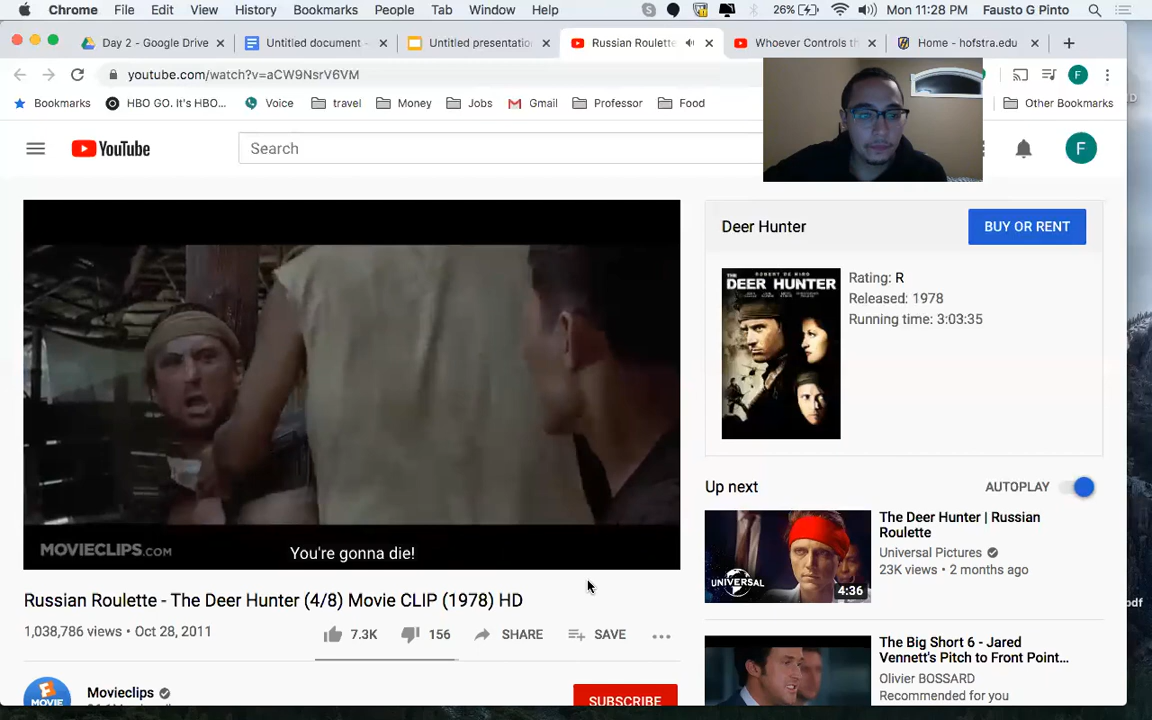 Chrome File Edit View History Bookmarks People Tab Window Help 26% Mon 11:28 PM Fausto G Pinto
Day 2 - Google Drive Untitled document - Untitled presentatio Russian Roulette Whoever Controls th Home - hofstra.edu
youtube.com/watch?v=aCW9NsrV6VM F
Bookmarks HBO GO. It's HBO... Voice travel Money Jobs Gmail Professor Food Other Bookmarks
YouTube Search F
Deer Hunter BUY OR RENT
ROBERT DE NIRO
THE
DEER HUNTER
Rating: R
Released: 1978
Running time: 3:03:35
MOVIECLIPS.COM
You're gonna die!
Russian Roulette - The Deer Hunter (4/8) Movie CLIP (1978) HD
1,038,786 views • Oct 28, 2011
7.3K 156 SHARE SAVE
MOVIE
Movieclips
SUBSCRIBE
Up next AUTOPLAY
The Deer Hunter | Russian
Roulette
Universal Pictures
23K views • 2 months ago
UNIVERSAL
4:36
The Big Short 6 - Jared
Vennett's Pitch to Front Point...
Olivier BOSSARD
Recommended for you
pdf